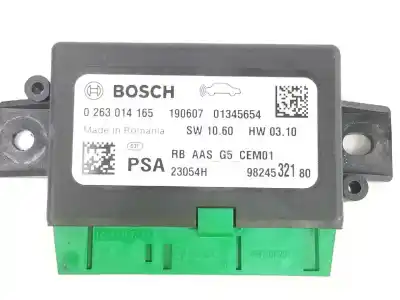 BOSCH
0 263 014 165 190607 01345654
Made in Romania SW 10.60 HW 03.10
PSA RB AAS G5 CEM01
23054H 98245 321 80